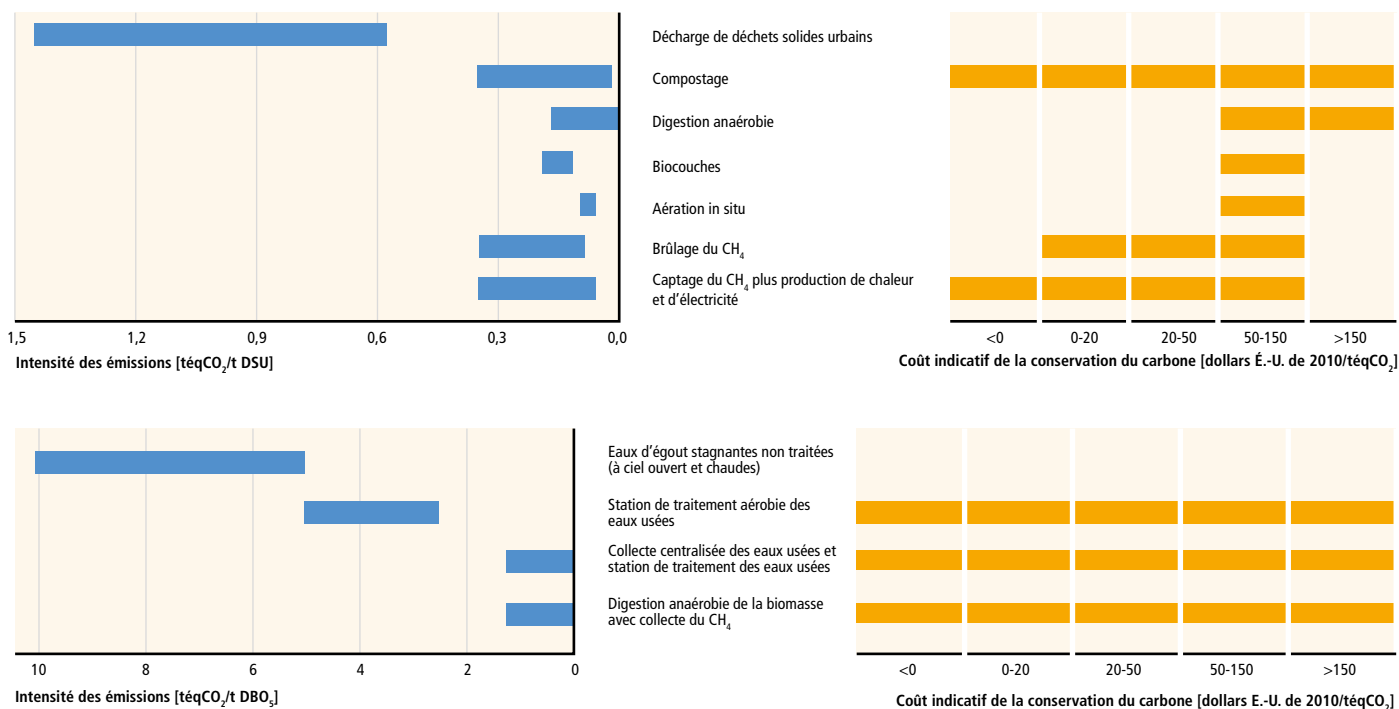 Décharge de déchets solides urbains
Compostage
Digestion anaérobie
Biocouches
Aération in situ
Brûlage du CH₄
Captage du CH₄ plus production de chaleur
et d’électricité
1,5 1,2 0,9 0,6 0,3 0,0
<0 0-20 20-50 50-150 >150
Intensité des émissions [téqCO₂/t DSU]
Coût indicatif de la conservation du carbone [dollars É.-U. de 2010/téqCO₂]
Eaux d’égout stagnantes non traitées
(à ciel ouvert et chaudes)
Station de traitement aérobie des
eaux usées
Collecte centralisée des eaux usées et
station de traitement des eaux usées
Digestion anaérobie de la biomasse
avec collecte du CH₄
10 8 6 4 2 0
<0 0-20 20-50 50-150 >150
Intensité des émissions [téqCO₂/t DBO₅]
Coût indicatif de la conservation du carbone [dollars E.-U. de 2010/téqCO₂]